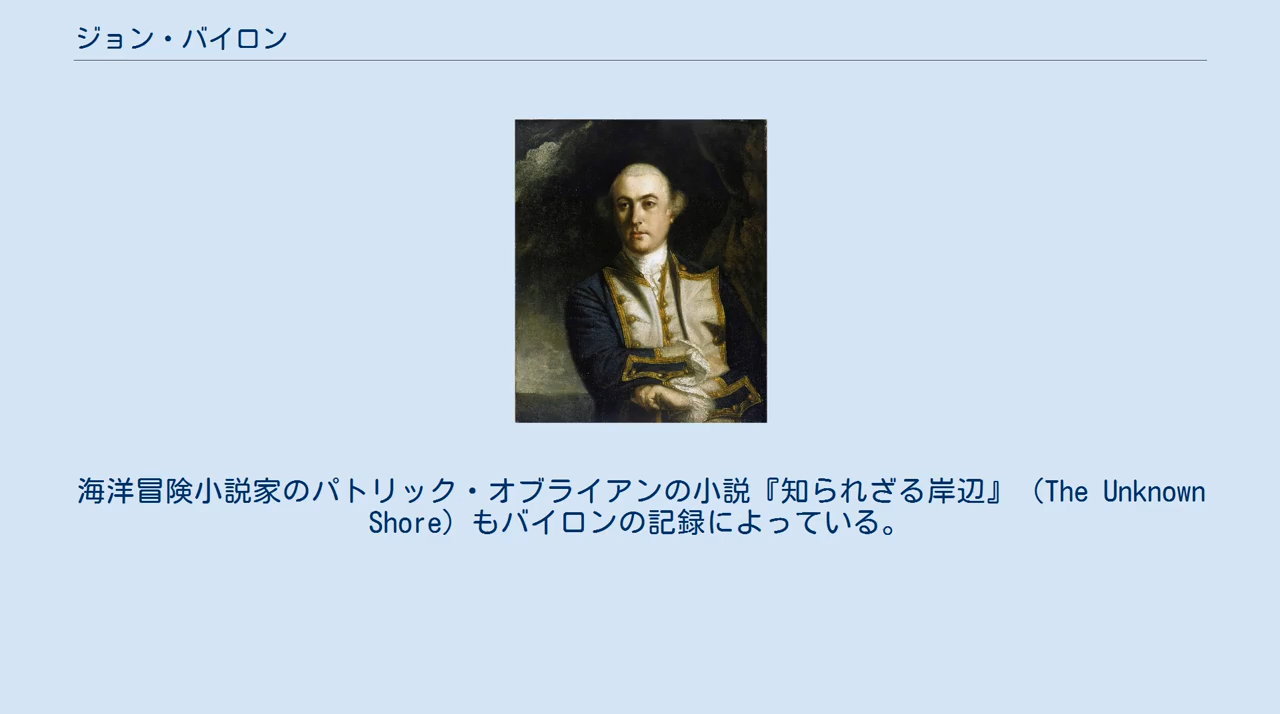 ジョン・バイロン
海洋冒険小説家のパトリック・オブライアンの小説『知られざる岸辺』（The Unknown
Shore）もバイロンの記録によっている。